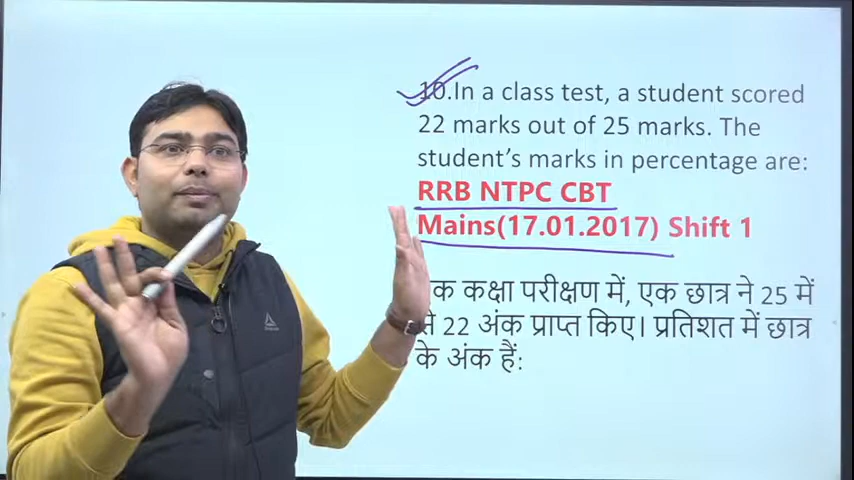 10.In a class test, a student scored
22 marks out of 25 marks. The
student's marks in percentage are:
RRB NTPC CBT
Mains(17.01.2017) Shift 1
कक्षा परीक्षण में, एक छात्र ने 25 में
22 अंक प्राप्त किए। प्रतिशत में छात्र
के अंक हैं: